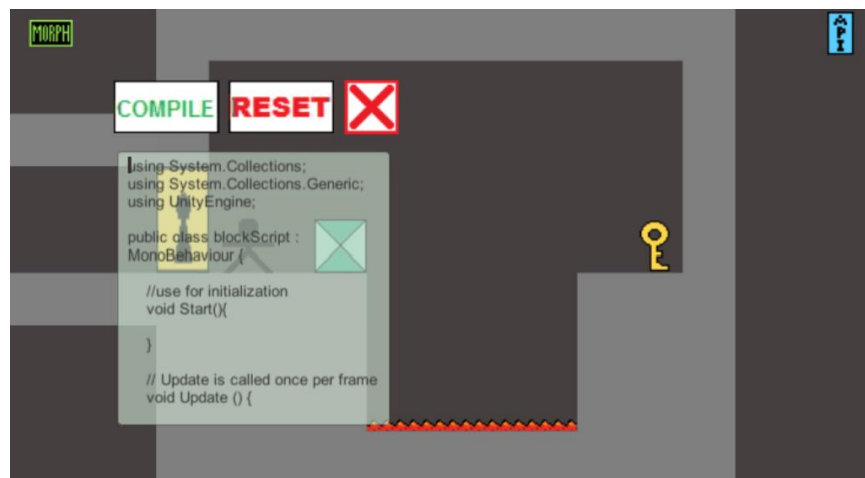 MORPH
API
COMPILE RESET X
using System.Collections;
using System.Collections.Generic;
using UnityEngine;
public class blockScript :
MonoBehaviour {
//use for initialization
void Start(){
}
// Update is called once per frame
void Update () {